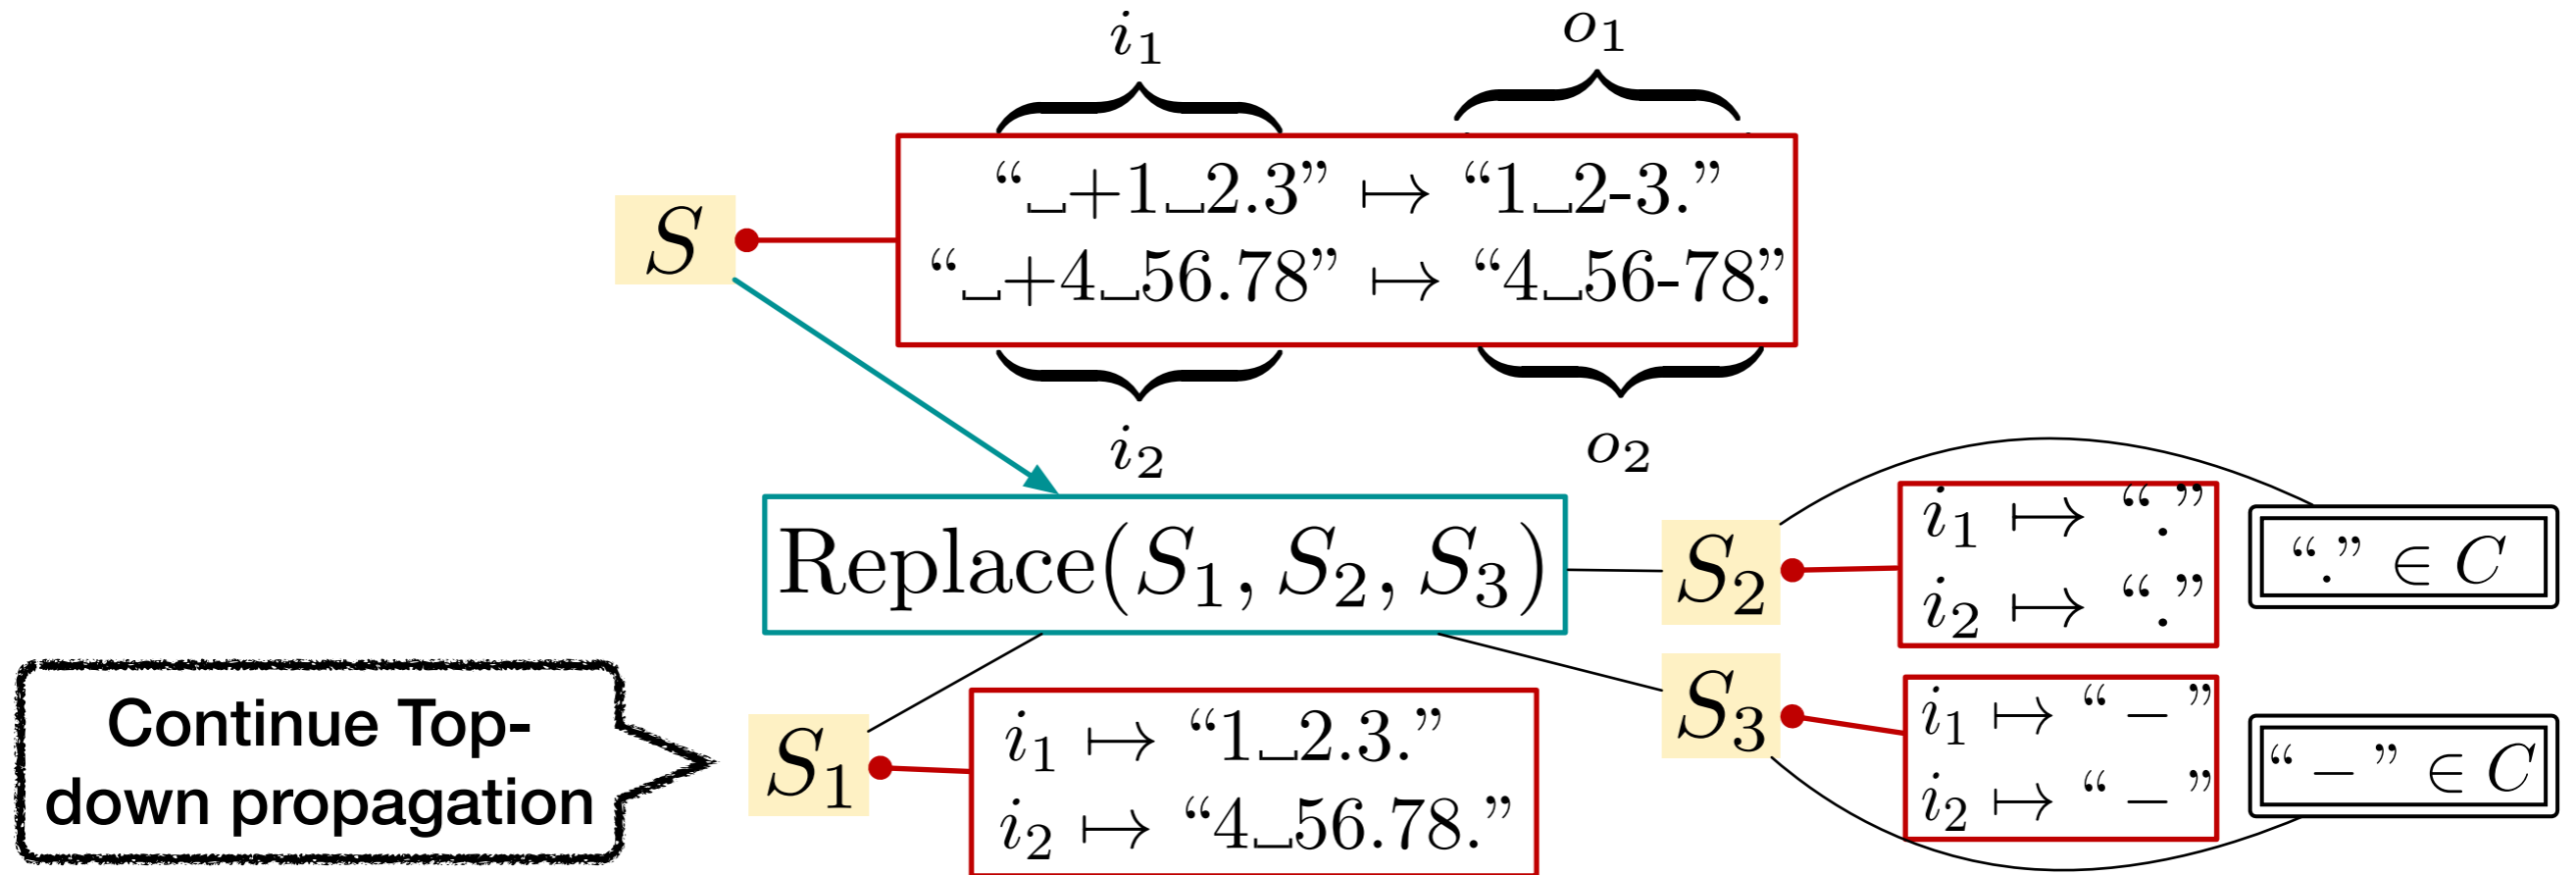 i₁ o₁
“␣+1␣2.3” ↦ “1␣2-3.”
S
“␣+4␣56.78” ↦ “4␣56-78.”
i₂ o₂
Replace(S₁, S₂, S₃)
S₂
i₁ ↦ “.”
i₂ ↦ “.”
“.” ∈ C
S₃
i₁ ↦ “ − ”
i₂ ↦ “ − ”
“ − ” ∈ C
Continue Top-
down propagation
S₁
i₁ ↦ “1␣2.3.”
i₂ ↦ “4␣56.78.”